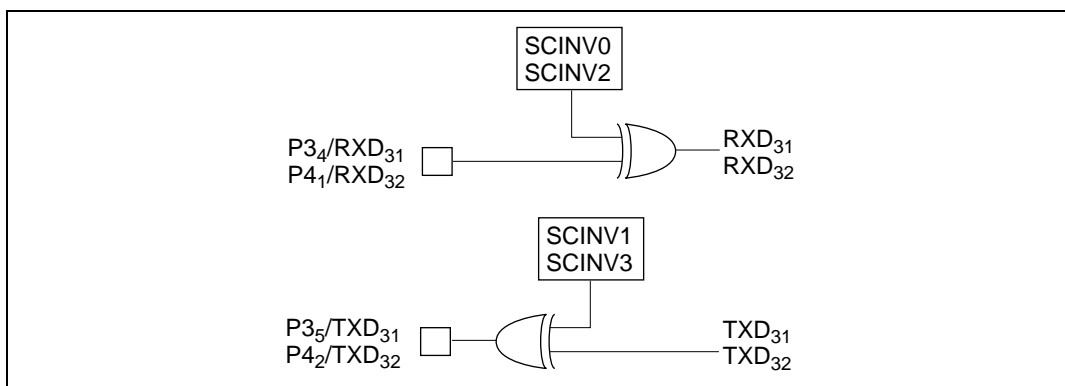 SCINV0
SCINV2
P3₄/RXD₃₁
P4₁/RXD₃₂
RXD₃₁
RXD₃₂
SCINV1
SCINV3
P3₅/TXD₃₁
P4₂/TXD₃₂
TXD₃₁
TXD₃₂